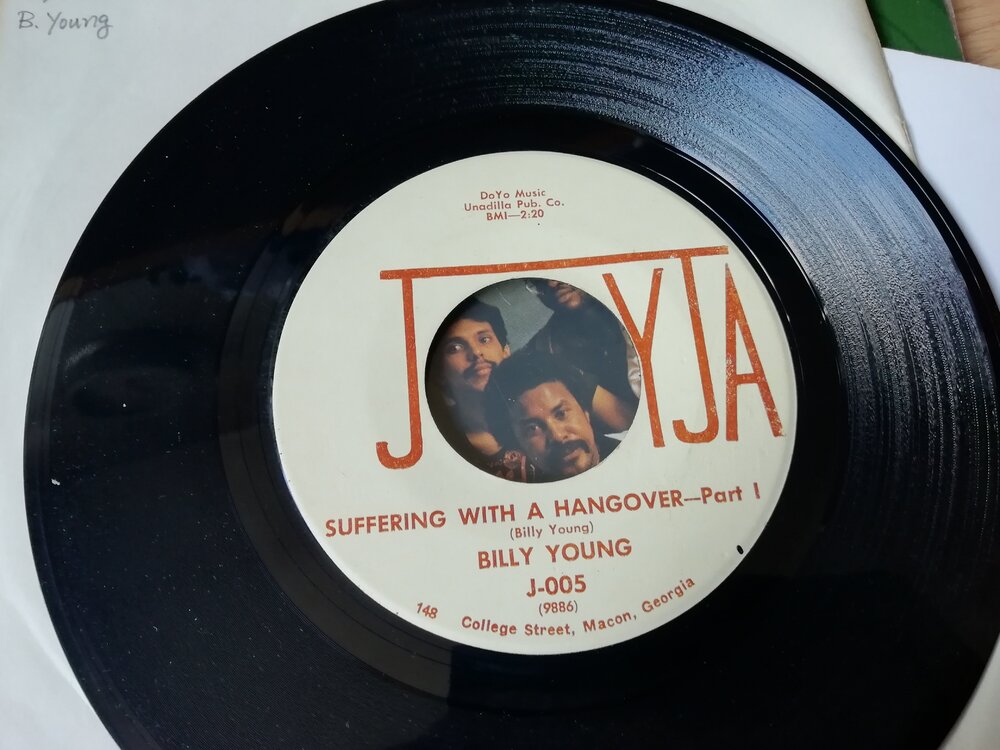 B. Young
DoYo Music
Unadilla Pub. Co.
BMI—2:20
JOYJA
SUFFERING WITH A HANGOVER—Part I
(Billy Young)
BILLY YOUNG
J-005
(9886)
148 College Street, Macon, Georgia